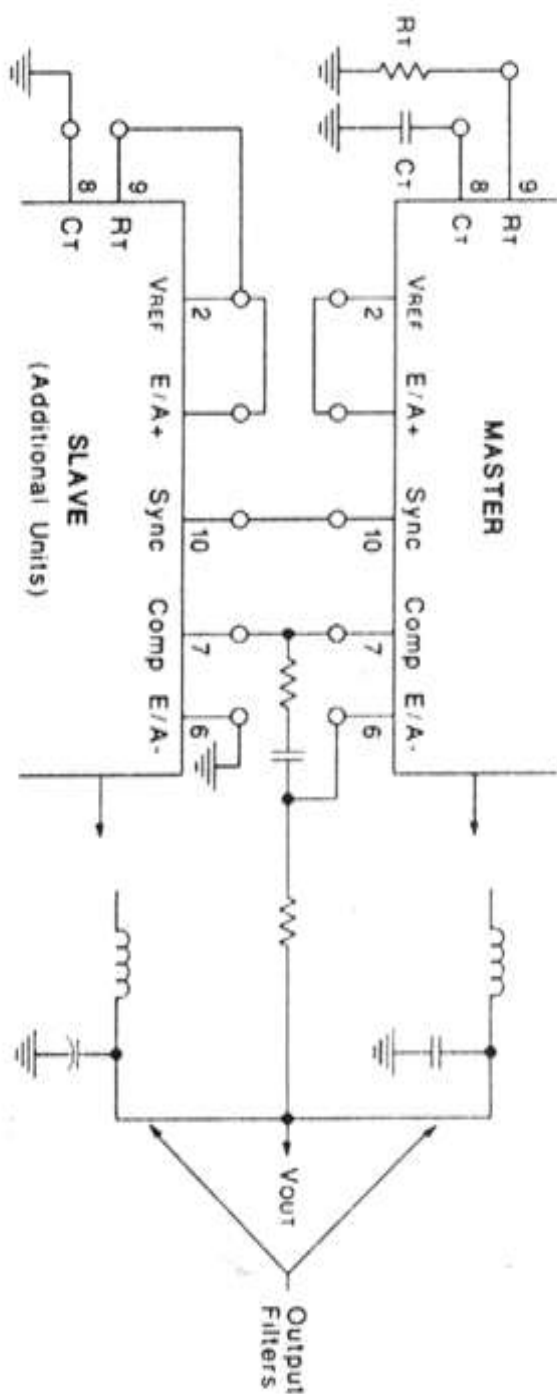 RT
CT
9
8
RT
CT
MASTER
VREF
E/A+
Sync
Comp
E/A-
2
10
7
6
2
10
7
6
VREF
E/A+
Sync
Comp
E/A-
9
8
RT
CT
SLAVE
(Additional Units)
VOUT
Output
Filters